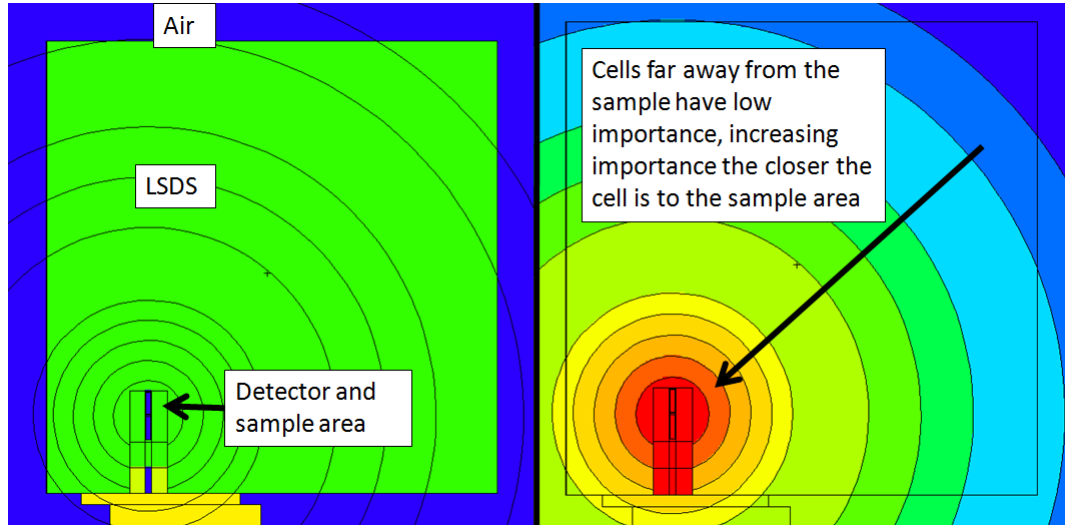 Air
LSDS
Detector and
sample area
Cells far away from the
sample have low
importance, increasing
importance the closer the
cell is to the sample area